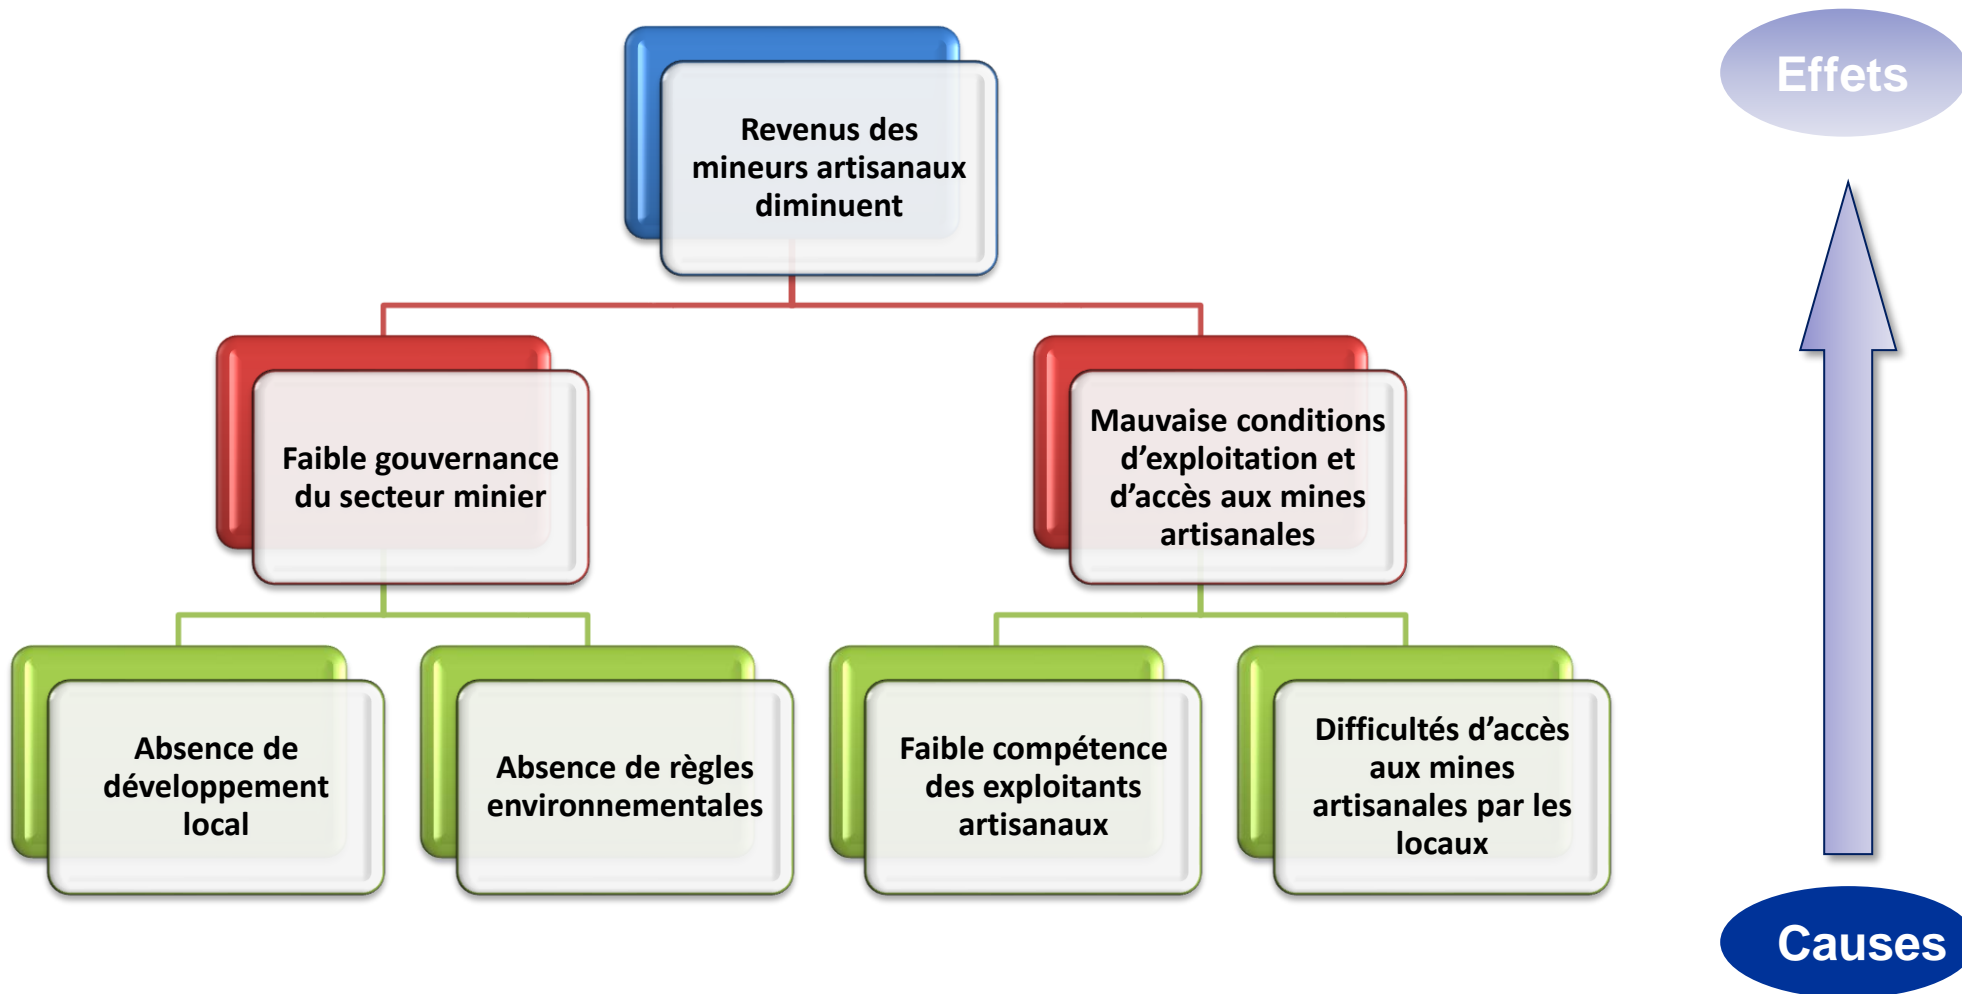 Effets
Revenus des
mineurs artisanaux
diminuent
Faible gouvernance
du secteur minier
Mauvaise conditions
d’exploitation et
d’accès aux mines
artisanales
Absence de
développement
local
Absence de règles
environnementales
Faible compétence
des exploitants
artisanaux
Difficultés d’accès
aux mines
artisanales par les
locaux
Causes